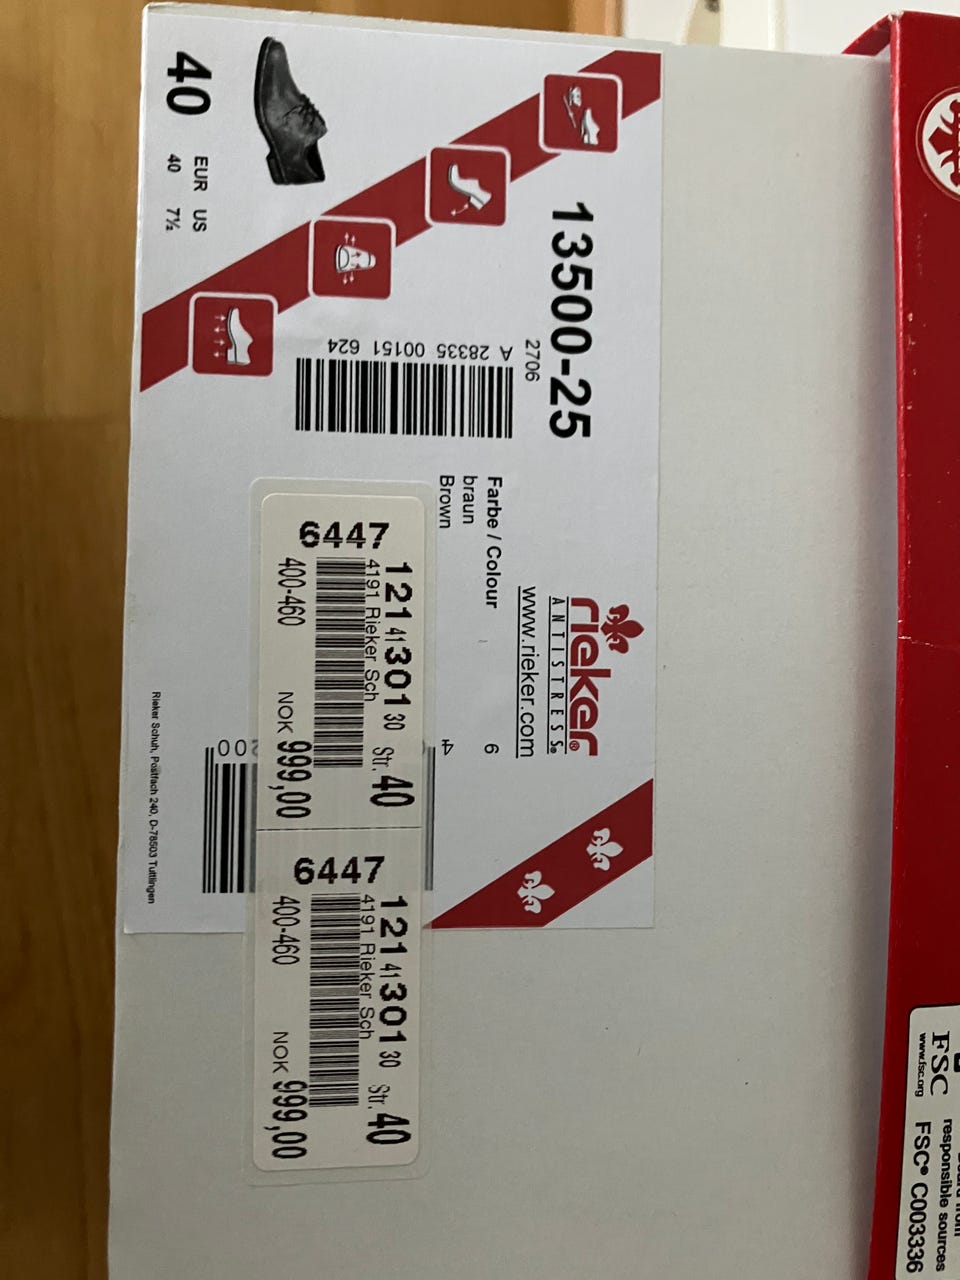 40
EUR US
40 7½
13500-25
2706
A 28335 00151 624
Farbe / Colour
braun
Brown
6
4
rieker®
ANTISTRESS®
www.rieker.com
00
Rieker Schuh, Postfach 240, D-78503 Tuttlingen
6447
121 41 301 30 Str. 40
4191 Rieker Sch
400-460
NOK 999,00
6447
121 41 301 30 Str. 40
4191 Rieker Sch
400-460
NOK 999,00
FSC
www.fsc.org
responsible sources
FSC® C003336